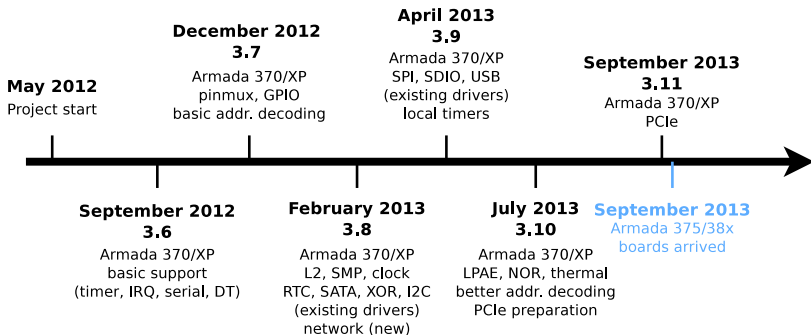 May 2012
Project start
September 2012
3.6
Armada 370/XP
basic support
(timer, IRQ, serial, DT)
December 2012
3.7
Armada 370/XP
pinmux, GPIO
basic addr. decoding
February 2013
3.8
Armada 370/XP
L2, SMP, clock
RTC, SATA, XOR, I2C
(existing drivers)
network (new)
April 2013
3.9
Armada 370/XP
SPI, SDIO, USB
(existing drivers)
local timers
July 2013
3.10
Armada 370/XP
LPAE, NOR, thermal
better addr. decoding
PCIe preparation
September 2013
3.11
Armada 370/XP
PCIe
September 2013
Armada 375/38x
boards arrived